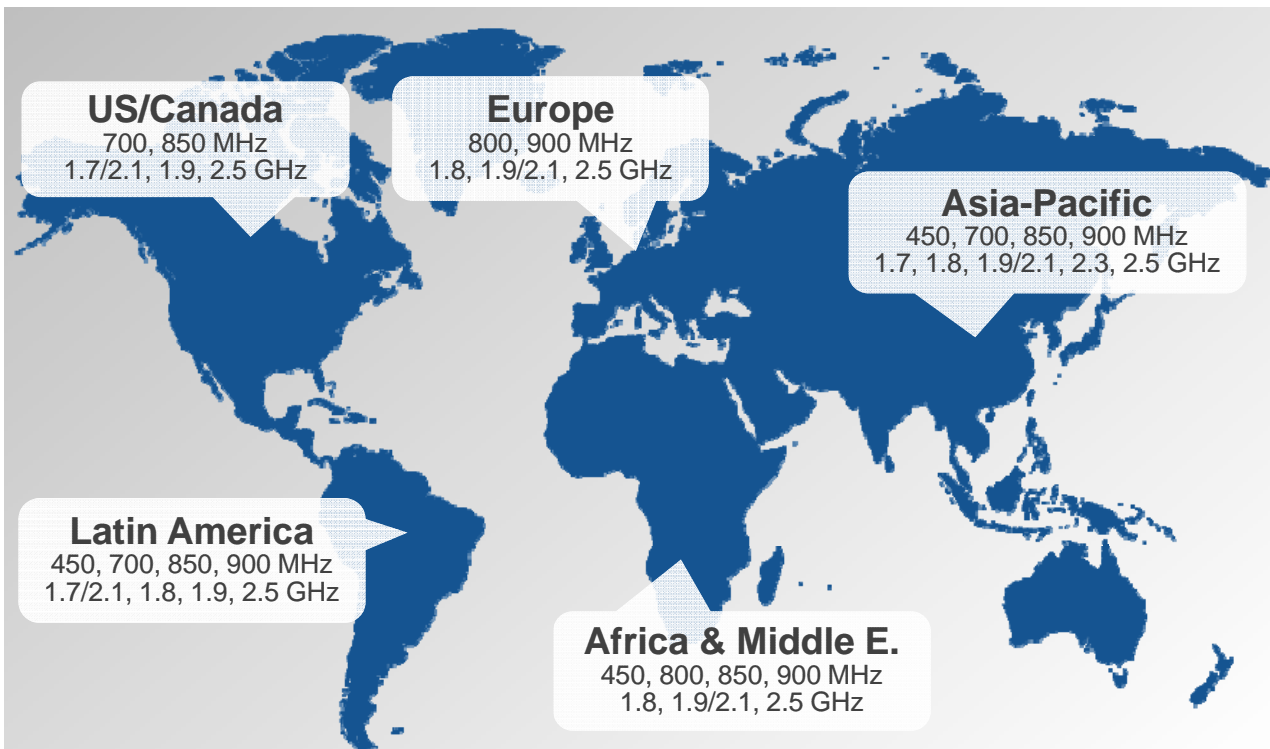 US/Canada
700, 850 MHz
1.7/2.1, 1.9, 2.5 GHz
Europe
800, 900 MHz
1.8, 1.9/2.1, 2.5 GHz
Asia-Pacific
450, 700, 850, 900 MHz
1.7, 1.8, 1.9/2.1, 2.3, 2.5 GHz
Latin America
450, 700, 850, 900 MHz
1.7/2.1, 1.8, 1.9, 2.5 GHz
Africa & Middle E.
450, 800, 850, 900 MHz
1.8, 1.9/2.1, 2.5 GHz